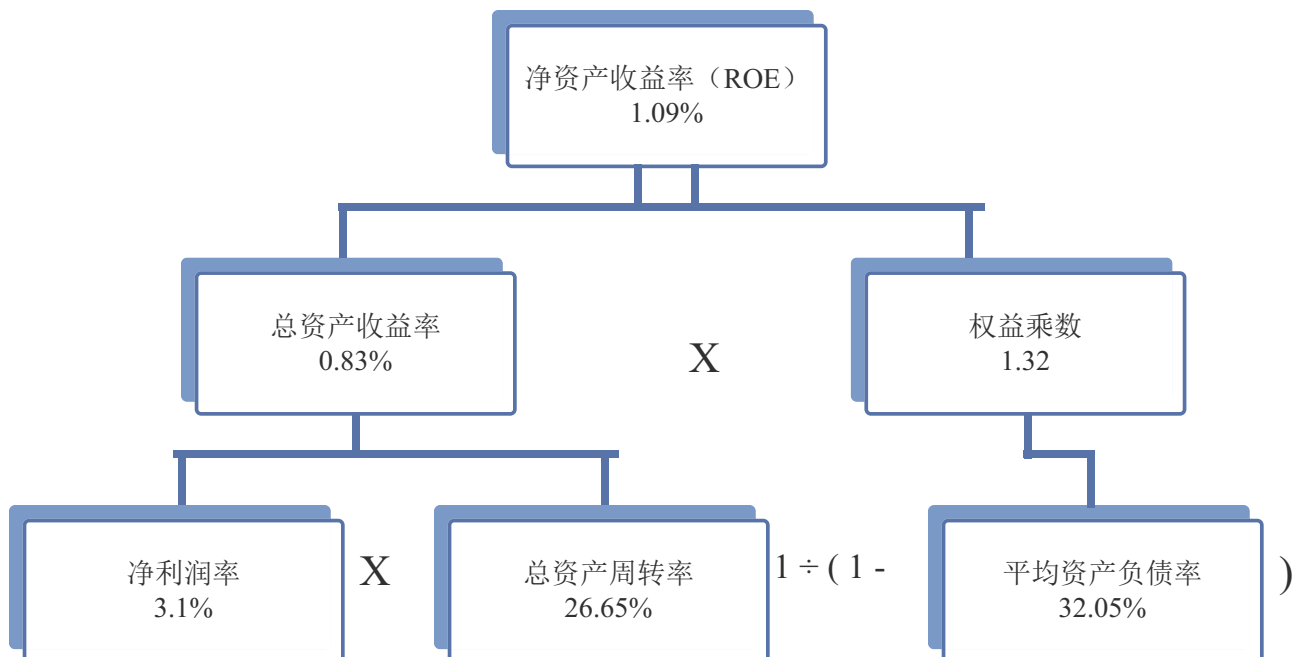 净资产收益率（ROE）
1.09%
总资产收益率
0.83%
X
权益乘数
1.32
净利润率
3.1%
X
总资产周转率
26.65%
1 ÷ ( 1 -
平均资产负债率
32.05%
)